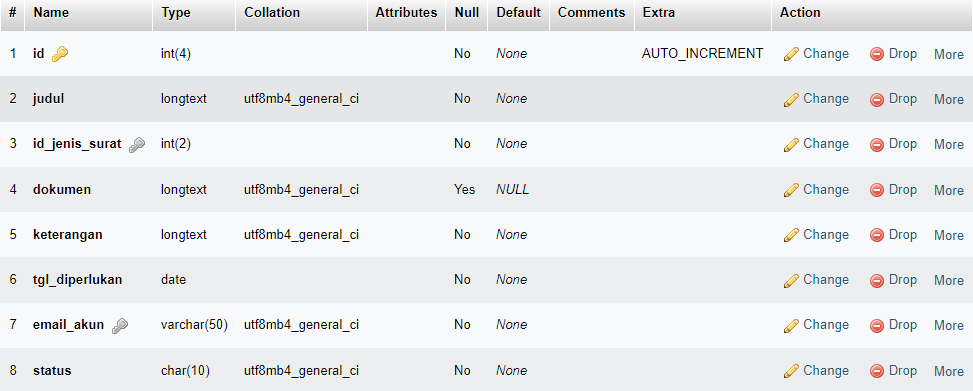 # Name Type Collation Attributes Null Default Comments Extra Action
1 id int(4) No None AUTO_INCREMENT Change Drop More
2 judul longtext utf8mb4_general_ci No None Change Drop More
3 id_jenis_surat int(2) No None Change Drop More
4 dokumen longtext utf8mb4_general_ci Yes NULL Change Drop More
5 keterangan longtext utf8mb4_general_ci No None Change Drop More
6 tgl_diperlukan date No None Change Drop More
7 email_akun varchar(50) utf8mb4_general_ci No None Change Drop More
8 status char(10) utf8mb4_general_ci No None Change Drop More